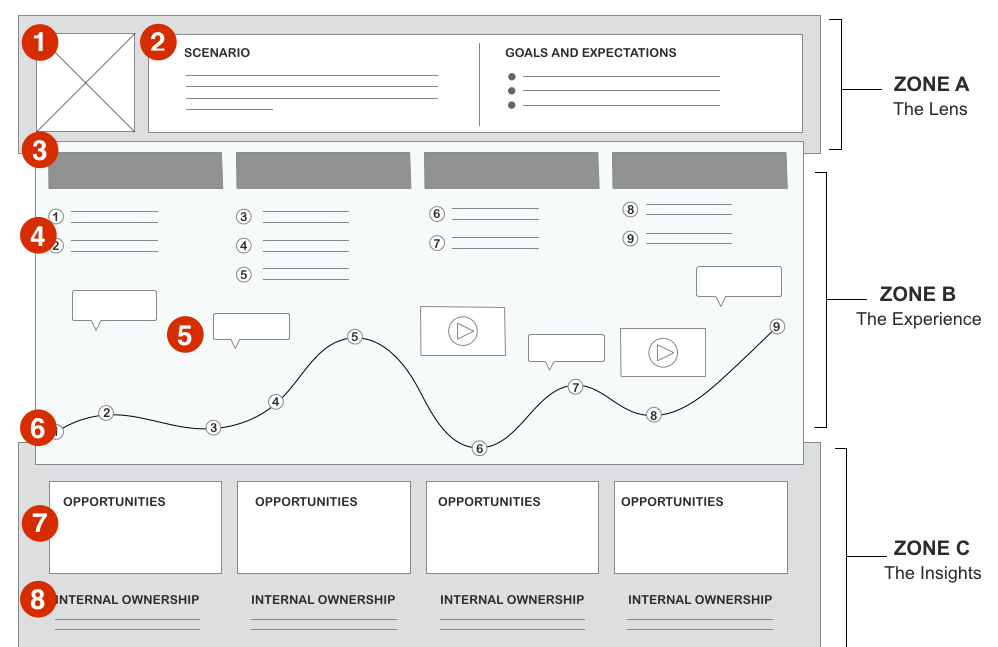 1
2
SCENARIO
GOALS AND EXPECTATIONS
ZONE A
The Lens
3
1
3
6
8
4
2
4
7
9
5
5
ZONE B
The Experience
9
5
7
4
2
8
6
3
6
OPPORTUNITIES
OPPORTUNITIES
OPPORTUNITIES
OPPORTUNITIES
7
ZONE C
The Insights
8
INTERNAL OWNERSHIP
INTERNAL OWNERSHIP
INTERNAL OWNERSHIP
INTERNAL OWNERSHIP